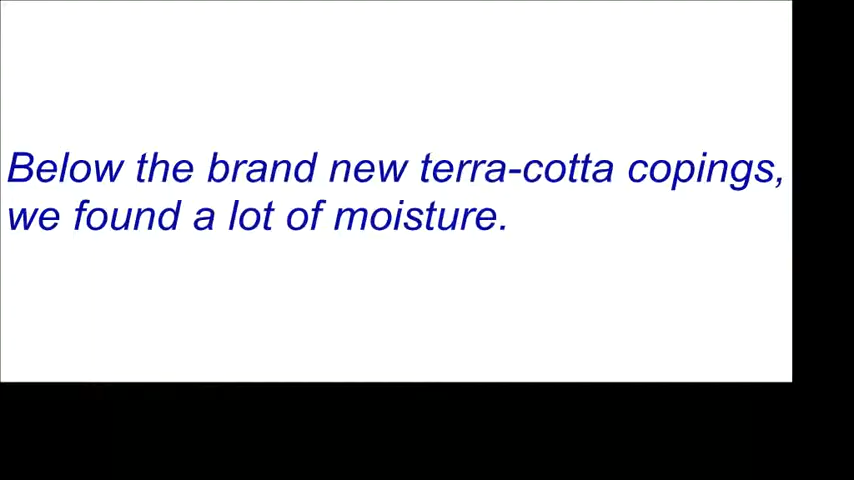 Below the brand new terra-cotta copings,
we found a lot of moisture.